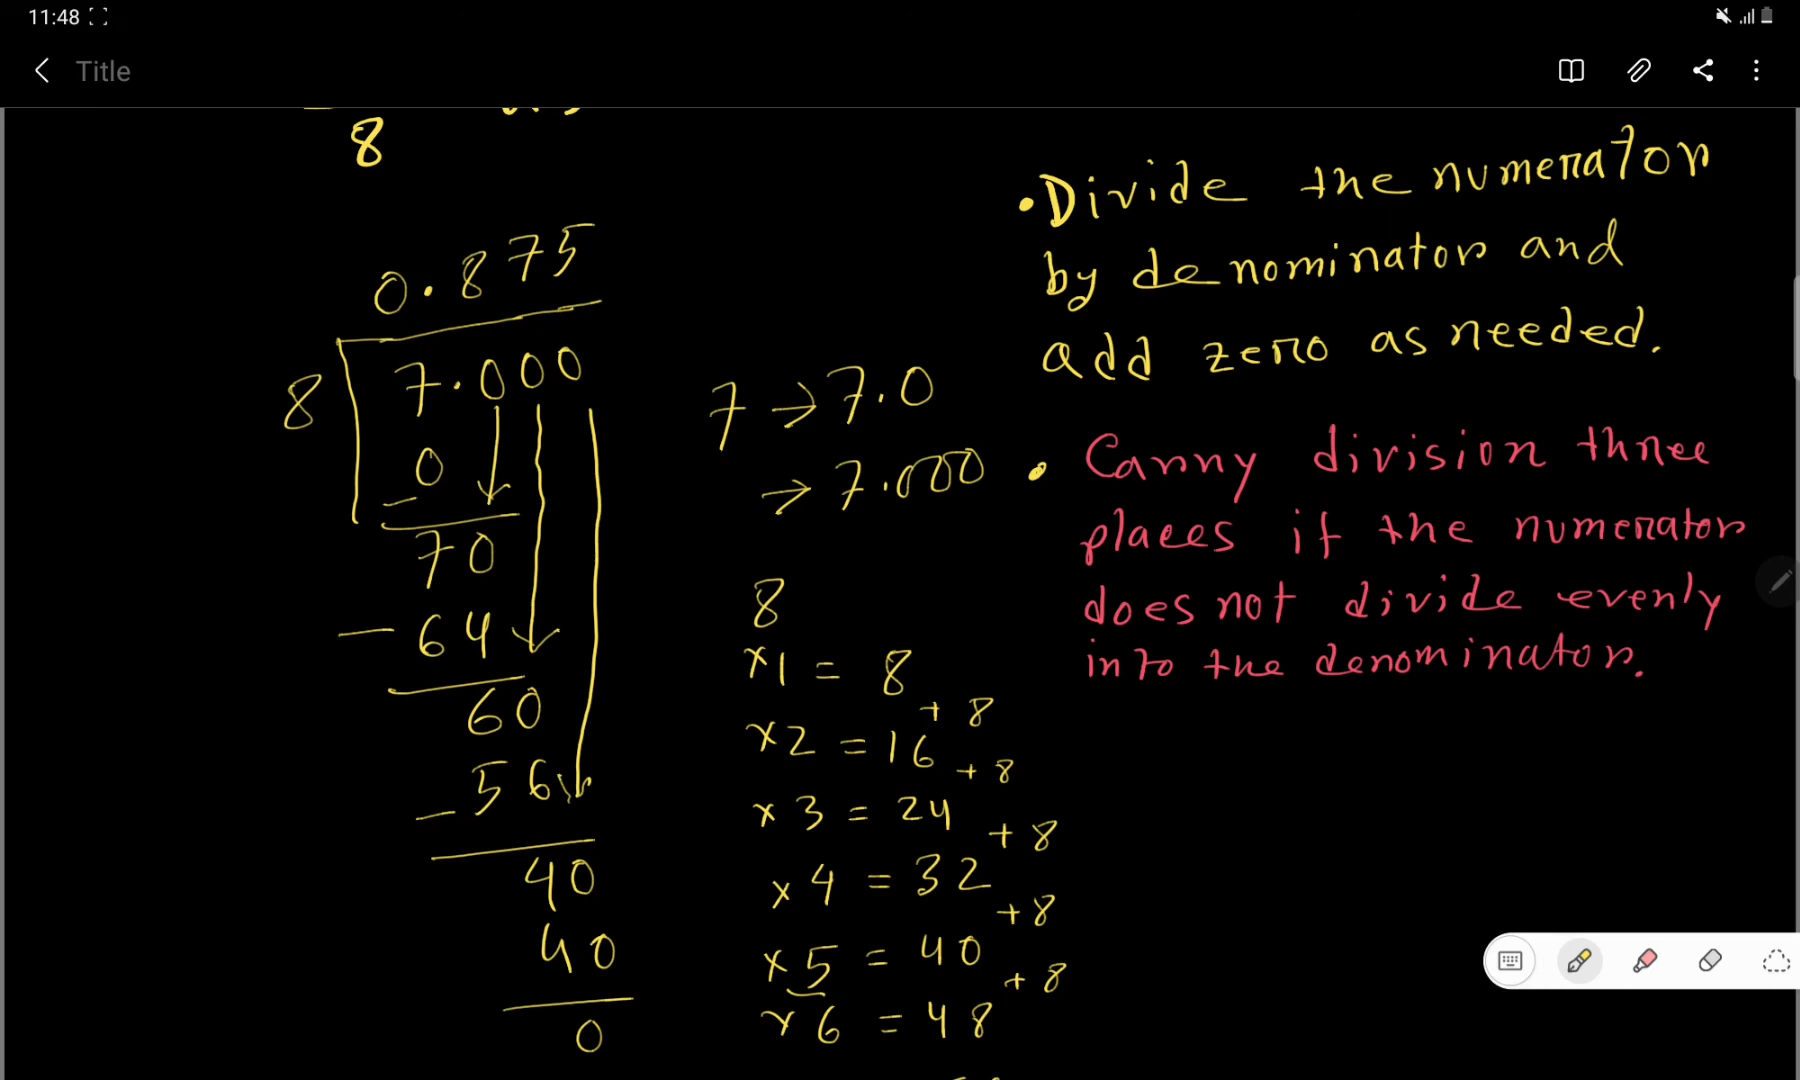 11:48
Title
8
0.875
8 7.000
- 0
70
- 64
60
- 56
40
40
0
7 → 7.0
→ 7.000
8
x1 = 8
+ 8
x2 = 16
+ 8
x3 = 24
+ 8
x4 = 32
+ 8
x5 = 40
+ 8
x6 = 48
• Divide the numerator
by denominator and
add zero as needed.
• Carry division three
places if the numerator
does not divide evenly
into the denominator.